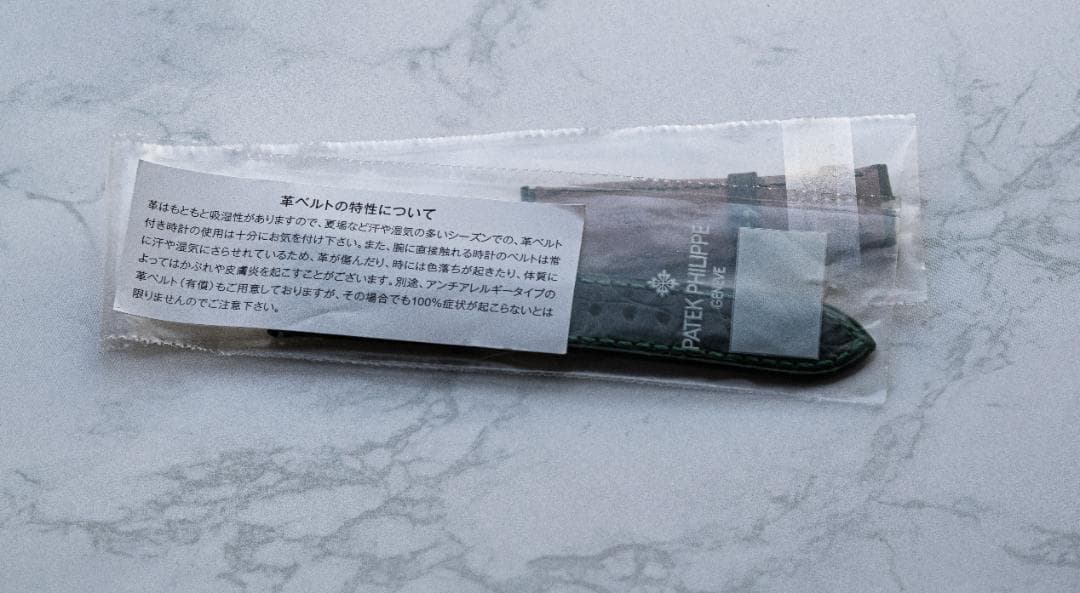 革ベルトの特性について
革はもともと吸湿性がありますので、夏場など汗や湿気の多いシーズンでの、革ベルト
付き時計の使用は十分にお気を付け下さい。また、腕に直接触れる時計のベルトは常
に汗や湿気にさらされているため、革が傷んだり、時には色落ちが起きたり、体質に
よってはかぶれや皮膚炎を起こすことがございます。別途、アンチアレルギータイプの
革ベルト(有償)もご用意しておりますが、その場合でも100%症状が起こらないとは
限りませんのでご注意下さい。
PATEK PHILIPPE
GENEVE